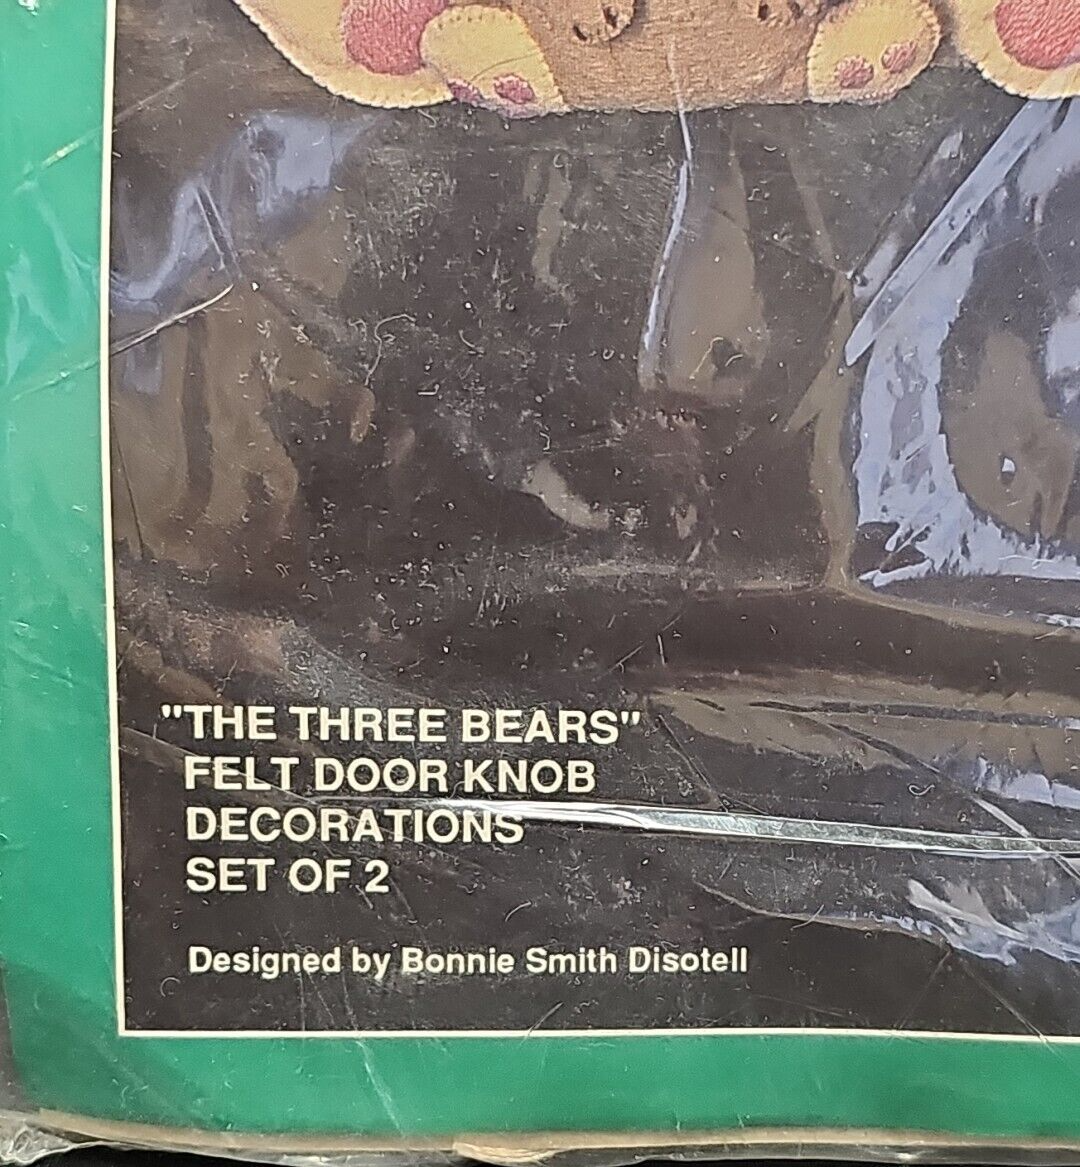 "THE THREE BEARS"
FELT DOOR KNOB
DECORATIONS
SET OF 2
Designed by Bonnie Smith Disotell